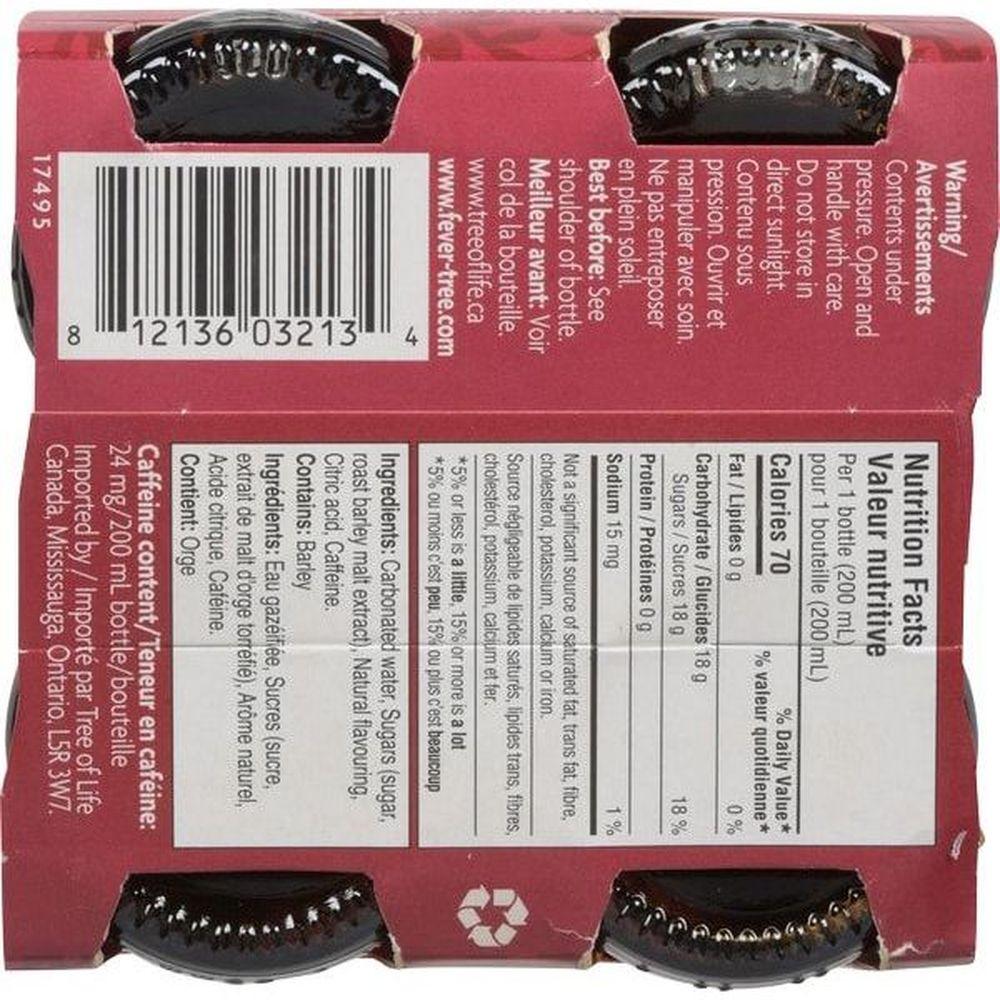 Warning/
Avertissements
Contents under
pressure. Open and
handle with care.
Do not store in
direct sunlight.
Contenu sous
pression. Ouvrir et
manipuler avec soin.
Ne pas entreposer
en plein soleil.
Best before: See
shoulder of bottle.
Meilleur avant: Voir
col de la bouteille.
www.treeoflife.ca
www.fever-tree.com
8 12136 03213 4
17495
Nutrition Facts
Valeur nutritive
Per 1 bottle (200 mL)
pour 1 bouteille (200 mL)
% Daily Value*
Calories 70 % valeur quotidienne*
Fat / Lipides 0 g 0 %
Carbohydrate / Glucides 18 g
Sugars / Sucres 18 g 18 %
Protein / Protéines 0 g
Sodium 15 mg 1 %
Not a significant source of saturated fat, trans fat, fibre,
cholesterol, potassium, calcium or iron.
Source négligeable de lipides saturés, lipides trans, fibres,
cholestérol, potassium, calcium et fer.
*5% or less is a little, 15% or more is a lot
*5% ou moins c'est peu, 15% ou plus c'est beaucoup
Ingredients: Carbonated water, Sugars (sugar,
roast barley malt extract), Natural flavouring,
Citric acid, Caffeine.
Contains: Barley
Ingrédients: Eau gazéifiée, Sucres (sucre,
extrait de malt d'orge torréfié), Arôme naturel,
Acide citrique, Caféine.
Contient: Orge
Caffeine content/Teneur en caféine:
24 mg/200 mL bottle/bouteille
Imported by / Importé par Tree of Life
Canada, Mississauga, Ontario, L5R 3W7.